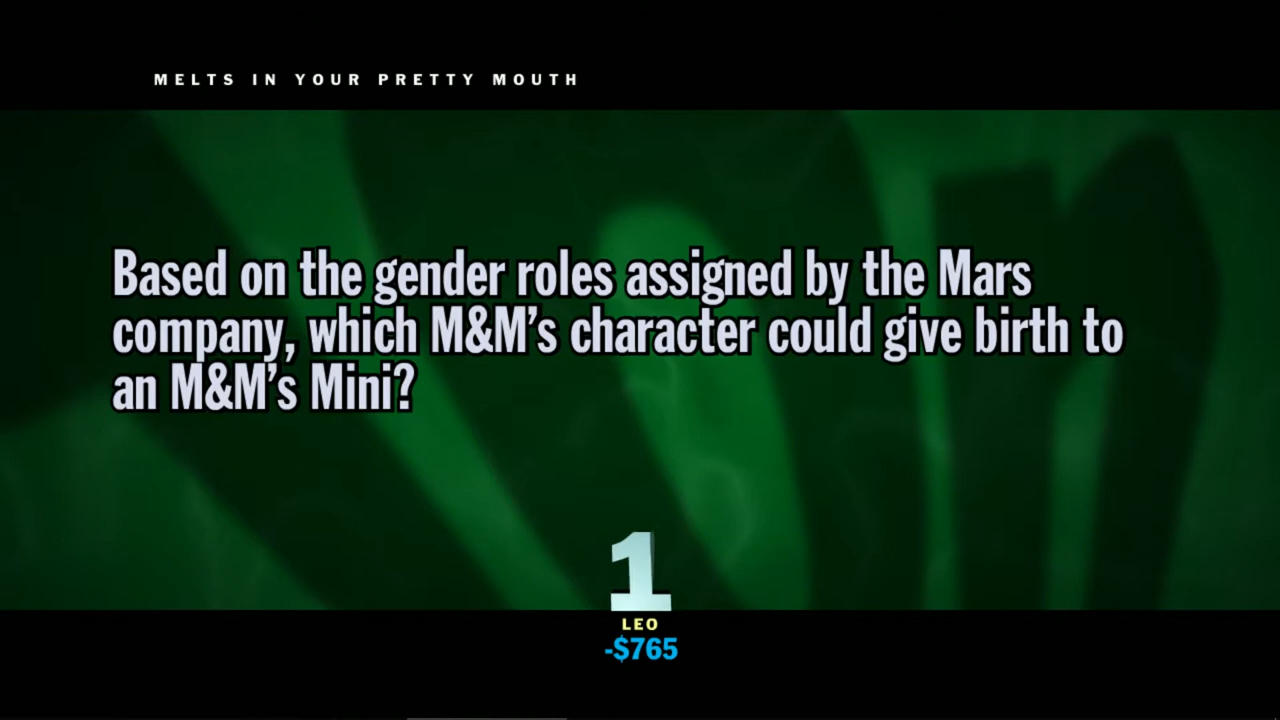 MELTS IN YOUR PRETTY MOUTH
Based on the gender roles assigned by the Mars
company, which M&M’s character could give birth to
an M&M’s Mini?
1
LEO
-$765